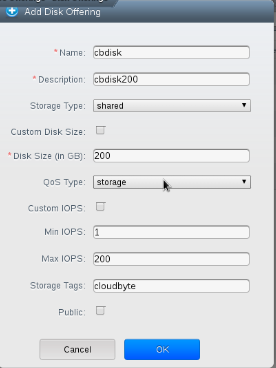 Add Disk Offering
* Name: cbdisk
* Description: cbdisk200
Storage Type: shared
Custom Disk Size:
* Disk Size (in GB): 200
QoS Type: storage
Custom IOPS:
Min IOPS: 1
Max IOPS: 200
Storage Tags: cloudbyte
Public:
Cancel OK